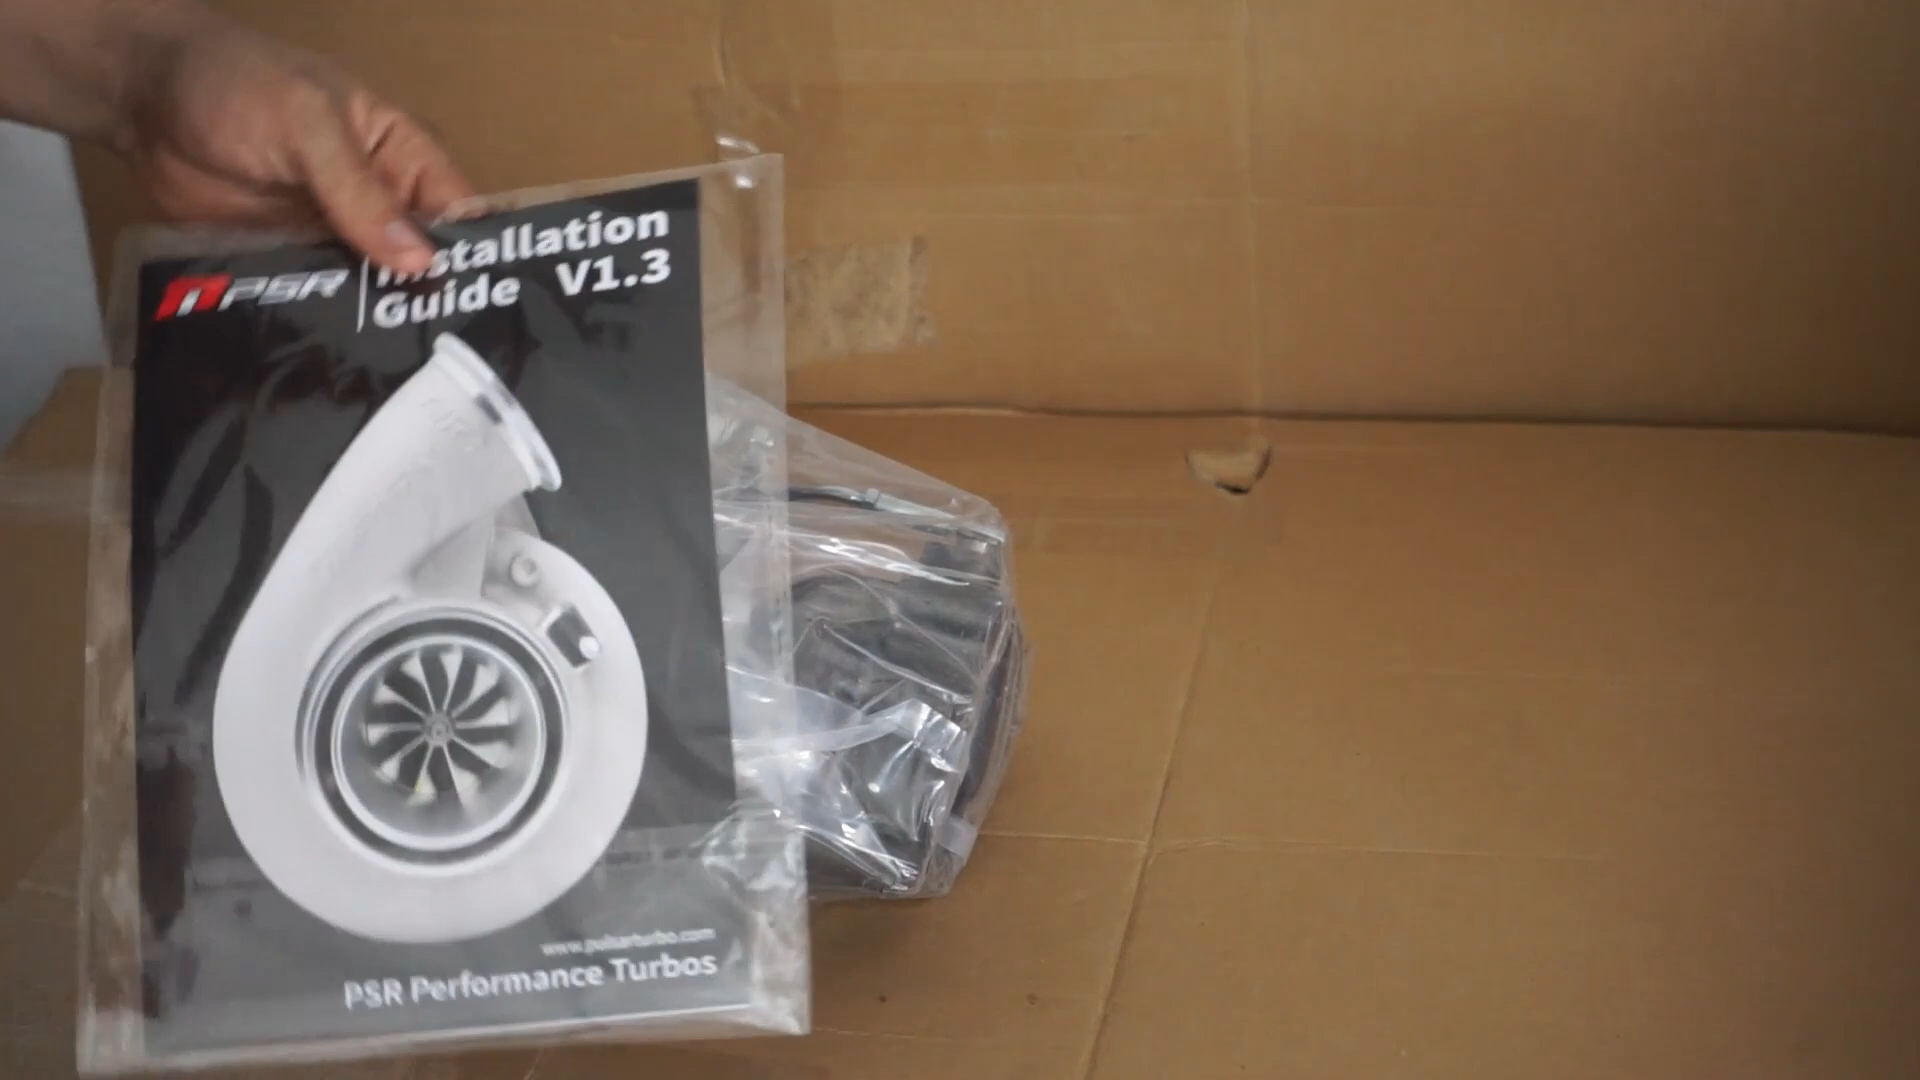 PSR
Installation
Guide V1.3
www.pulsarturbo.com
PSR Performance Turbos